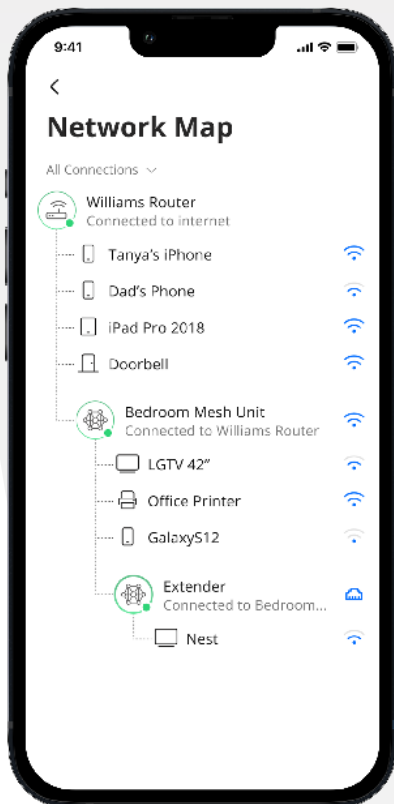 9:41
Network Map
All Connections
Williams Router
Connected to internet
Tanya's iPhone
Dad's Phone
iPad Pro 2018
Doorbell
Bedroom Mesh Unit
Connected to Williams Router
LGTV 42”
Office Printer
GalaxyS12
Extender
Connected to Bedroom...
Nest